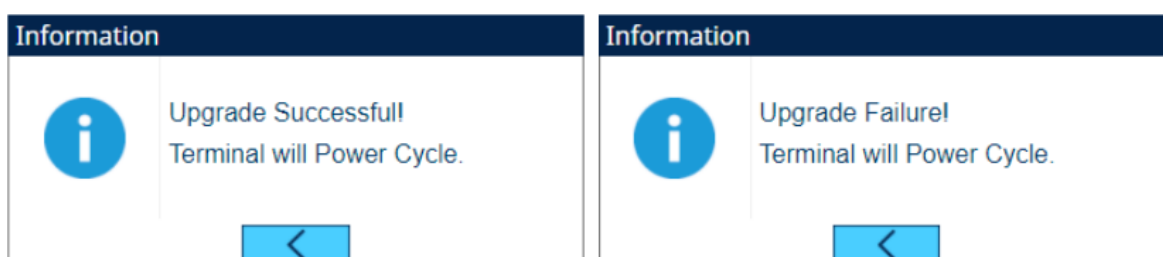 Information
Upgrade Successful!
Terminal will Power Cycle.
Information
Upgrade Failure!
Terminal will Power Cycle.